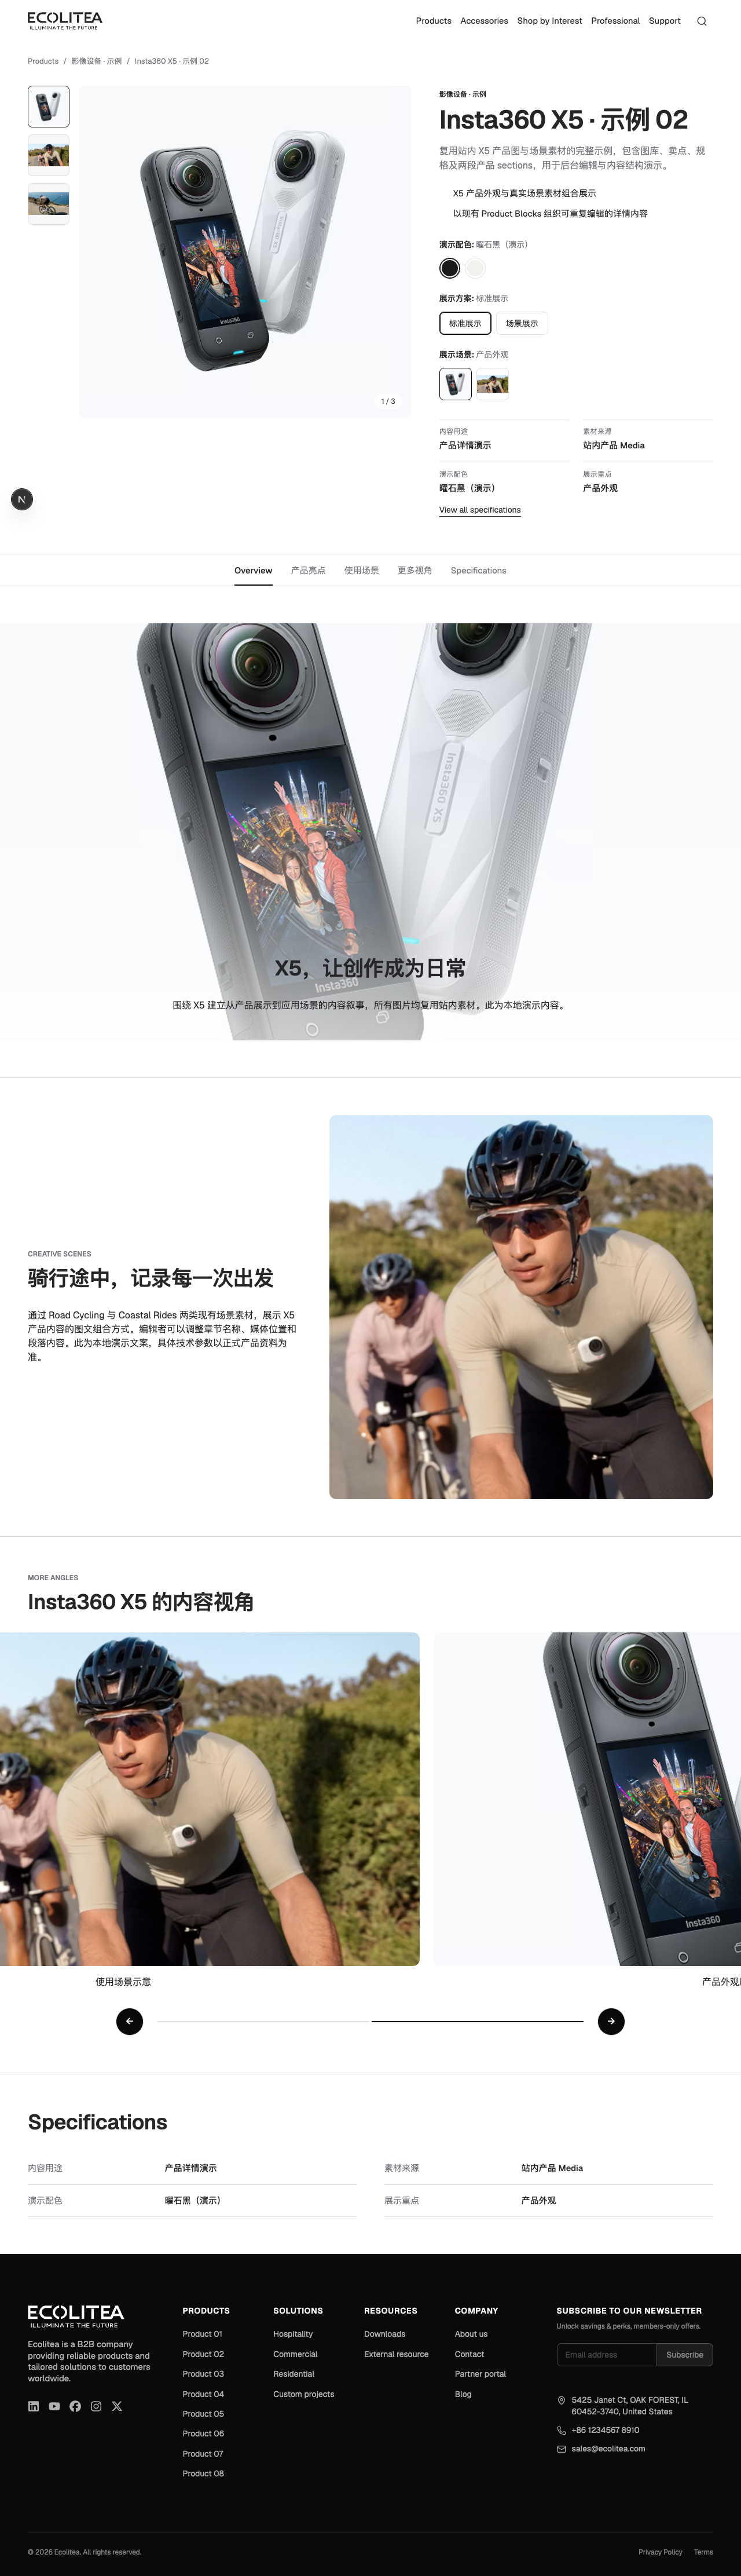 ECOLITEA
ILLUMINATE THE FUTURE
Products
Accessories
Shop by Interest
Professional
Support
Products / 影像设备 · 示例 / Insta360 X5 · 示例 02
影像设备 · 示例
Insta360 X5 · 示例 02
复用站内 X5 产品图与场景素材的完整示例，包含图库、卖点、规
格及两段产品 sections，用于后台编辑与内容结构演示。
X5 产品外观与真实场景素材组合展示
以现有 Product Blocks 组织可重复编辑的详情内容
演示配色: 曜石黑（演示）
展示方案: 标准展示
标准展示
场景展示
展示场景: 产品外观
Insta360
1 / 3
内容用途
产品详情演示
素材来源
站内产品 Media
演示配色
曜石黑（演示）
展示重点
产品外观
View all specifications
N
Overview
产品亮点
使用场景
更多视角
Specifications
Insta360 X5
X5，让创作成为日常
围绕 X5 建立从产品展示到应用场景的内容叙事，所有图片均复用站内素材。此为本地演示内容。
CREATIVE SCENES
骑行途中，记录每一次出发
通过 Road Cycling 与 Coastal Rides 两类现有场景素材，展示 X5
产品内容的图文组合方式。编辑者可以调整章节名称、媒体位置和
段落内容。此为本地演示文案，具体技术参数以正式产品资料为
准。
MORE ANGLES
Insta360 X5 的内容视角
Insta360
使用场景示意
产品外观
Specifications
内容用途
产品详情演示
素材来源
站内产品 Media
演示配色
曜石黑（演示）
展示重点
产品外观
ECOLITEA
ILLUMINATE THE FUTURE
Ecolitea is a B2B company
providing reliable products and
tailored solutions to customers
worldwide.
PRODUCTS
Product 01
Product 02
Product 03
Product 04
Product 05
Product 06
Product 07
Product 08
SOLUTIONS
Hospitality
Commercial
Residential
Custom projects
RESOURCES
Downloads
External resource
COMPANY
About us
Contact
Partner portal
Blog
SUBSCRIBE TO OUR NEWSLETTER
Unlock savings & perks, members-only offers.
Email address
Subscribe
5425 Janet Ct, OAK FOREST, IL
60452-3740, United States
+86 1234567 8910
sales@ecolitea.com
© 2026 Ecolitea. All rights reserved.
Privacy Policy
Terms